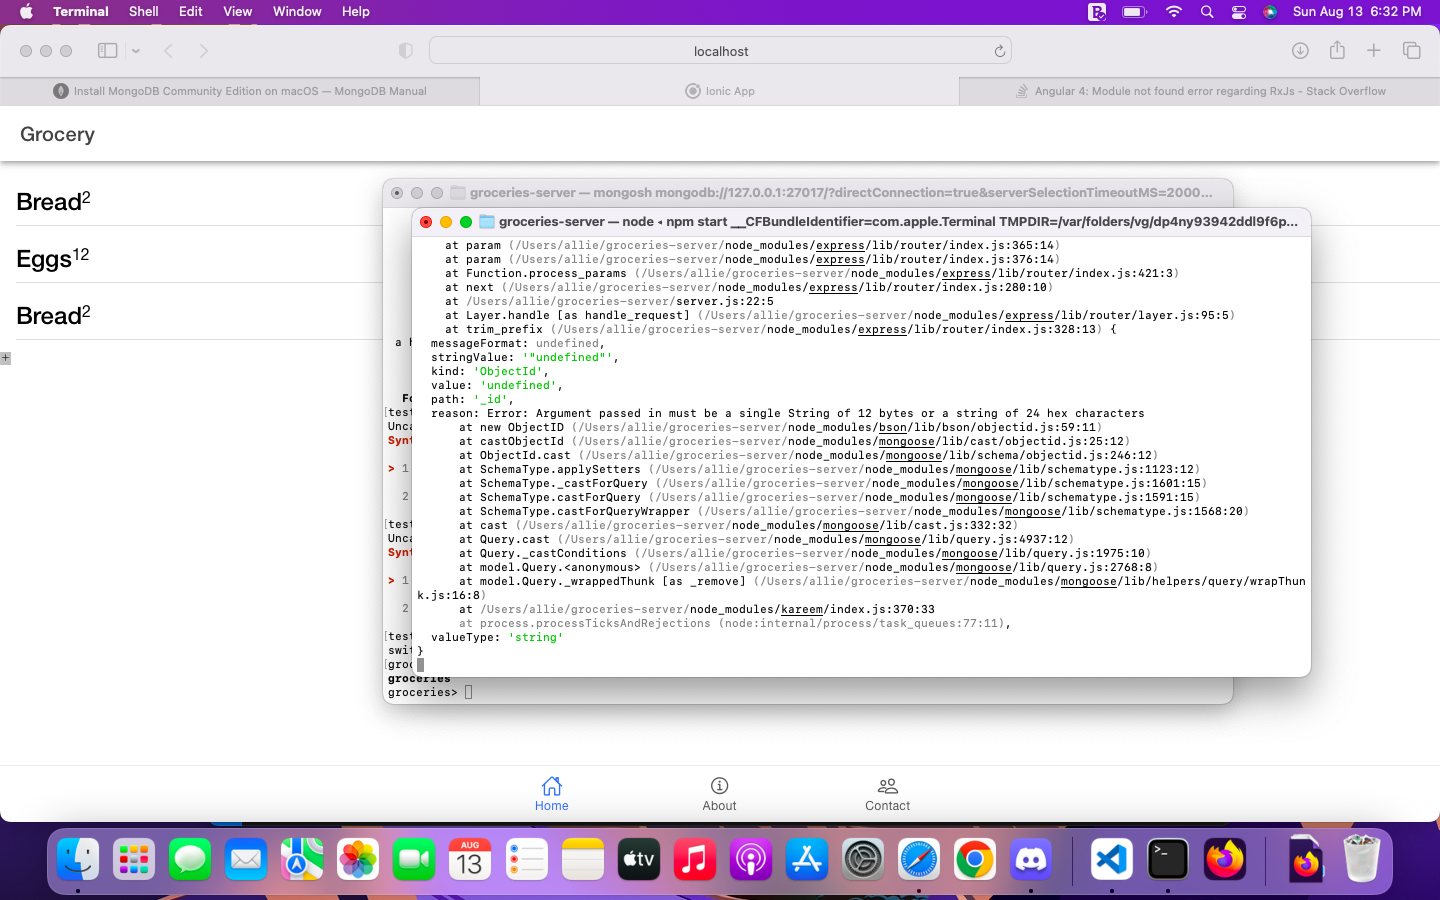 Terminal Shell Edit View Window Help Sun Aug 13 6:32 PM
localhost
Install MongoDB Community Edition on macOS — MongoDB Manual
Ionic App
Angular 4: Module not found error regarding RxJs - Stack Overflow
Grocery
Bread2
Eggs12
Bread2
+
groceries-server — mongosh mongodb://127.0.0.1:27017/?directConnection=true&serverSelectionTimeoutMS=2000...
groceries-server — node ◂ npm start __CFBundleIdentifier=com.apple.Terminal TMPDIR=/var/folders/vg/dp4ny93942ddl9f6p...
at param (/Users/allie/groceries-server/node_modules/express/lib/router/index.js:365:14)
at param (/Users/allie/groceries-server/node_modules/express/lib/router/index.js:376:14)
at Function.process_params (/Users/allie/groceries-server/node_modules/express/lib/router/index.js:421:3)
at next (/Users/allie/groceries-server/node_modules/express/lib/router/index.js:280:10)
at /Users/allie/groceries-server/server.js:22:5
at Layer.handle [as handle_request] (/Users/allie/groceries-server/node_modules/express/lib/router/layer.js:95:5)
at trim_prefix (/Users/allie/groceries-server/node_modules/express/lib/router/index.js:328:13) {
messageFormat: undefined,
stringValue: '"undefined"',
kind: 'ObjectId',
value: 'undefined',
path: '_id',
reason: Error: Argument passed in must be a single String of 12 bytes or a string of 24 hex characters
at new ObjectID (/Users/allie/groceries-server/node_modules/bson/lib/bson/objectid.js:59:11)
at castObjectId (/Users/allie/groceries-server/node_modules/mongoose/lib/cast/objectid.js:25:12)
at ObjectId.cast (/Users/allie/groceries-server/node_modules/mongoose/lib/schema/objectid.js:246:12)
at SchemaType.applySetters (/Users/allie/groceries-server/node_modules/mongoose/lib/schematype.js:1123:12)
at SchemaType._castForQuery (/Users/allie/groceries-server/node_modules/mongoose/lib/schematype.js:1601:15)
at SchemaType.castForQuery (/Users/allie/groceries-server/node_modules/mongoose/lib/schematype.js:1591:15)
at SchemaType.castForQueryWrapper (/Users/allie/groceries-server/node_modules/mongoose/lib/schematype.js:1568:20)
at cast (/Users/allie/groceries-server/node_modules/mongoose/lib/cast.js:332:32)
at Query.cast (/Users/allie/groceries-server/node_modules/mongoose/lib/query.js:4937:12)
at Query._castConditions (/Users/allie/groceries-server/node_modules/mongoose/lib/query.js:1975:10)
at model.Query.<anonymous> (/Users/allie/groceries-server/node_modules/mongoose/lib/query.js:2768:8)
at model.Query._wrappedThunk [as _remove] (/Users/allie/groceries-server/node_modules/mongoose/lib/helpers/query/wrapThun
k.js:16:8)
at /Users/allie/groceries-server/node_modules/kareem/index.js:370:33
at process.processTicksAndRejections (node:internal/process/task_queues:77:11),
valueType: 'string'
}
a
[test
Unca
Synt
> 1
2
[test
Unca
Synt
> 1
2
[test
swit
[groc
groceries
groceries>
Home
About
Contact
AUG
13
tv
>_